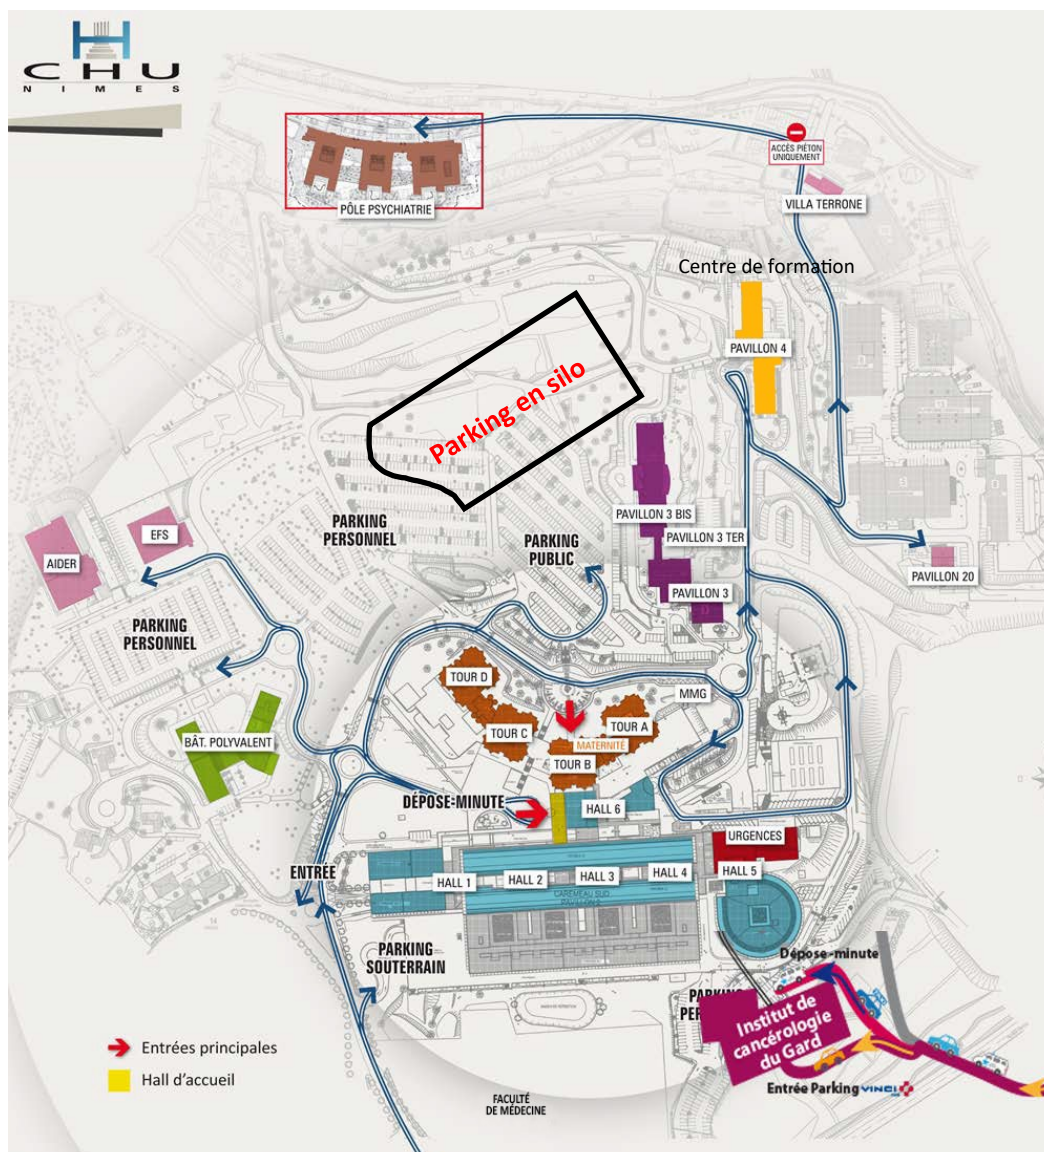 CHU
NIMES
ACCÈS PIÉTON
UNIQUEMENT
PÔLE PSYCHIATRIE
VILLA TERRONE
Centre de formation
PAVILLON 4
Parking en silo
PARKING
PERSONNEL
PAVILLON 3 BIS
PAVILLON 3 TER
EFS
AIDER
PARKING
PUBLIC
PAVILLON 20
PAVILLON 3
PARKING
PERSONNEL
TOUR D
MMG
TOUR C
TOUR A
BÂT. POLYVALENT
MATERNITÉ
TOUR B
DÉPOSE-MINUTE
HALL 6
URGENCES
ENTRÉE
HALL 1
HALL 2
HALL 3
HALL 4
HALL 5
CAREMEAU SUD
PARKING
SOUTERRAIN
Dépose-minute
Institut de
cancérologie
du Gard
Entrée Parking VINCI
Entrées principales
Hall d'accueil
FACULTÉ
DE MÉDECINE